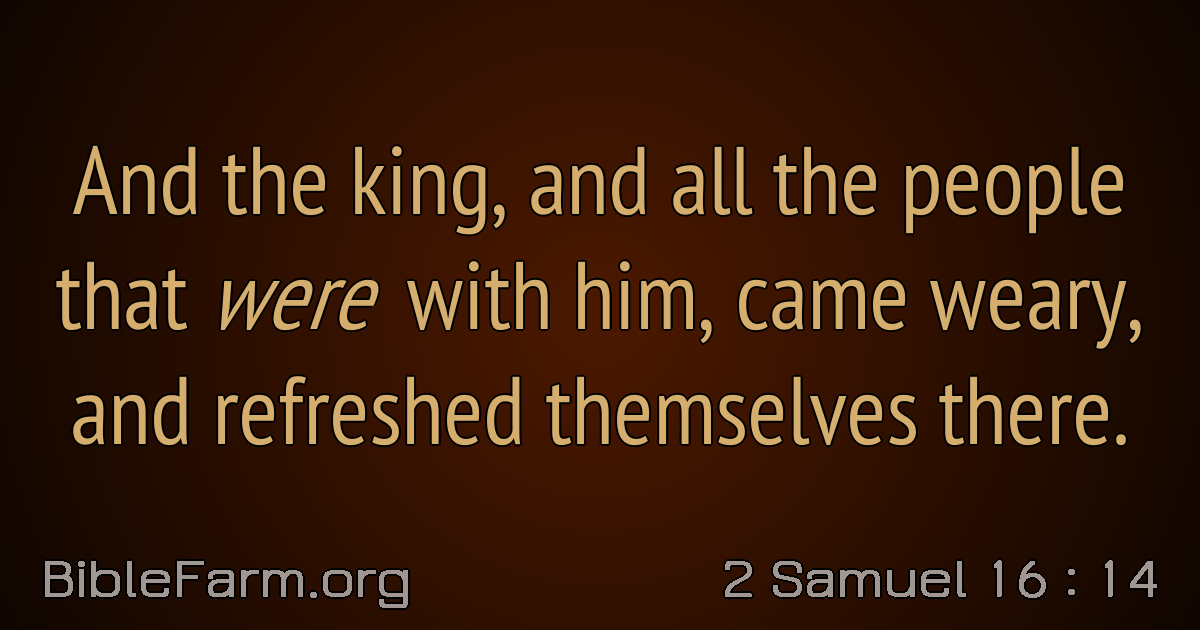 And the king, and all the people
that were with him, came weary,
and refreshed themselves there.
BibleFarm.org 2 Samuel 16 : 14